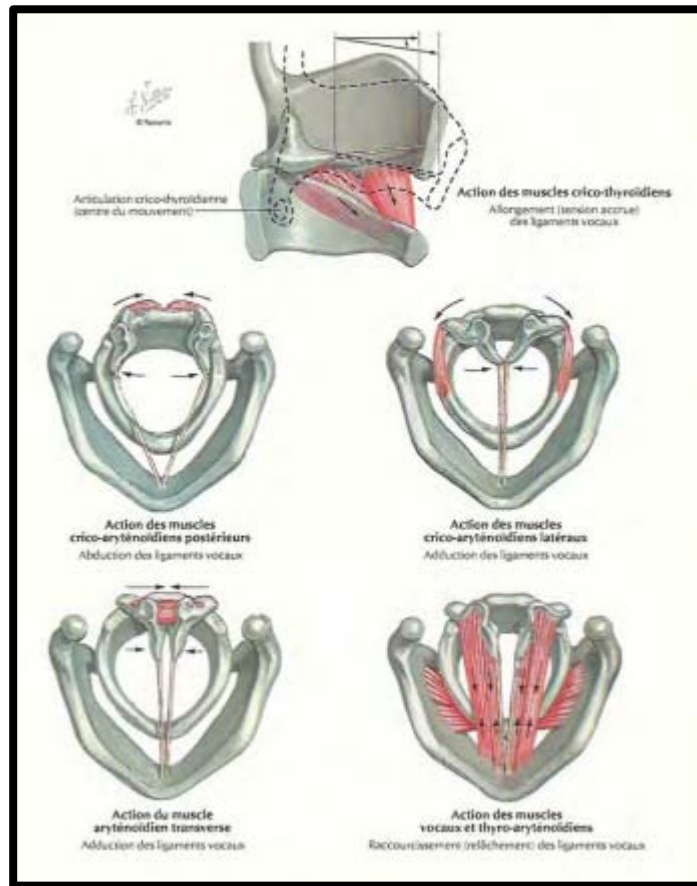 © Novartis
Articulation crico-thyroïdienne
(centre du mouvement)
Action des muscles crico-thyroïdiens
Allongement (tension accrue)
des ligaments vocaux
Action des muscles
crico-aryténoïdiens postérieurs
Abduction des ligaments vocaux
Action des muscles
crico-aryténoïdiens latéraux
Adduction des ligaments vocaux
Action du muscle
aryténoïdien transverse
Adduction des ligaments vocaux
Action des muscles
vocaux et thyro-aryténoïdiens
Raccourcissement (relâchement) des ligaments vocaux